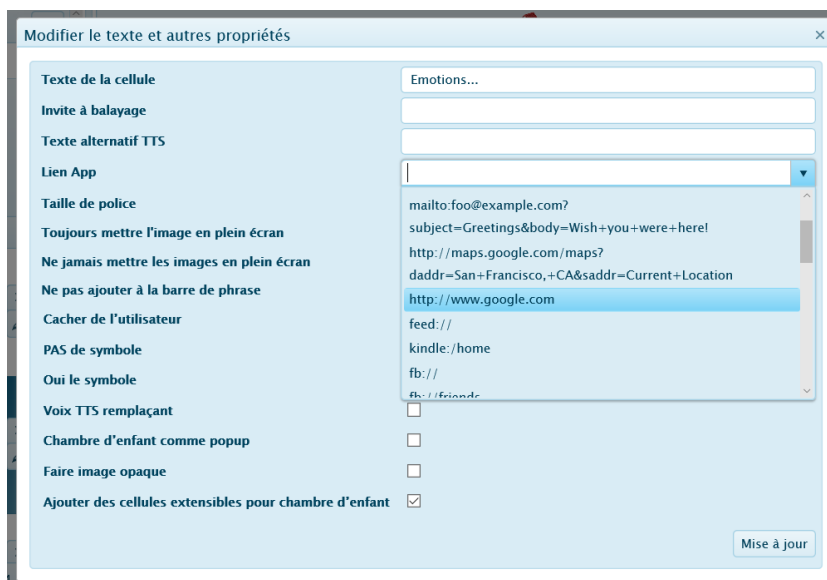 Modifier le texte et autres propriétés
Texte de la cellule
Emotions...
Invite à balayage
Texte alternatif TTS
Lien App
Taille de police
mailto:foo@example.com?
subject=Greetings&body=Wish+you+were+here!
Toujours mettre l'image en plein écran
http://maps.google.com/maps?
daddr=San+Francisco,+CA&saddr=Current+Location
Ne jamais mettre les images en plein écran
Ne pas ajouter à la barre de phrase
http://www.google.com
Cacher de l'utilisateur
feed://
PAS de symbole
kindle:/home
Oui le symbole
fb://
fb://friends
Voix TTS remplaçant
Chambre d'enfant comme popup
Faire image opaque
Ajouter des cellules extensibles pour chambre d'enfant
Mise à jour